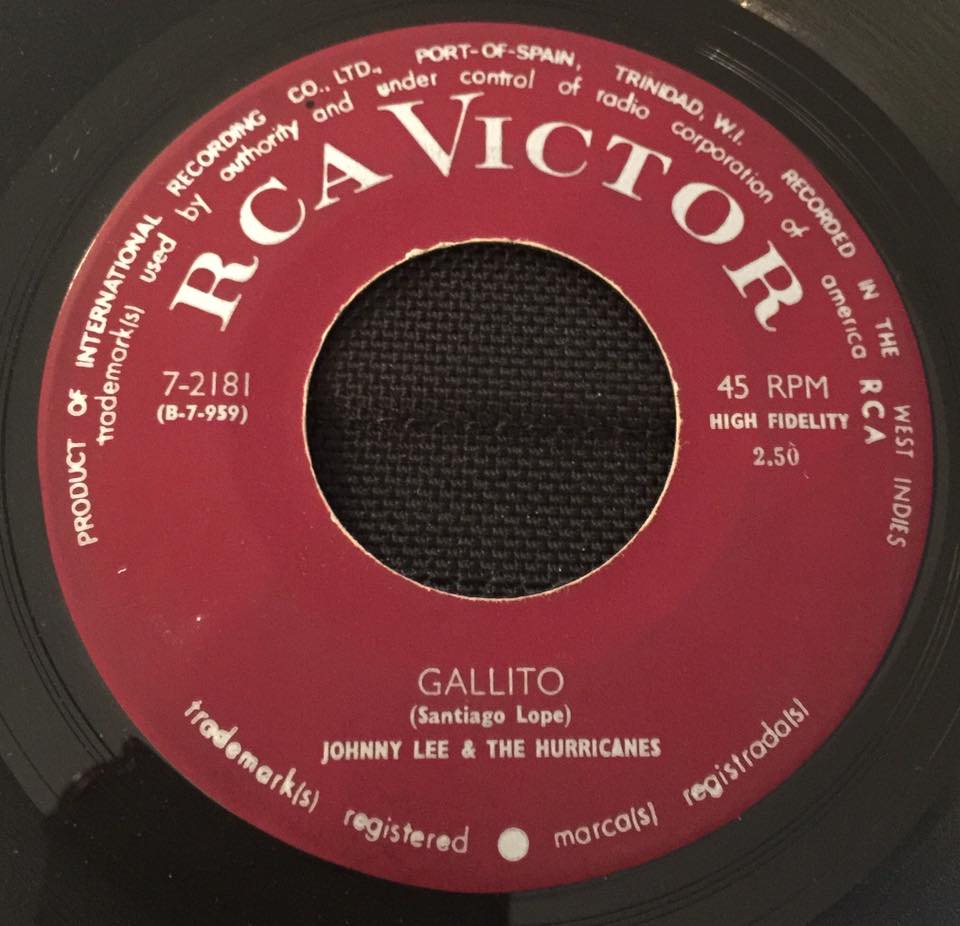 PRODUCT OF INTERNATIONAL RECORDING CO., LTD., PORT-OF-SPAIN, TRINIDAD, W.I. RECORDED IN THE WEST INDIES
trademark(s) used by authority and under control of radio corporation of america RCA
RCA VICTOR
7-2181
(B-7-959)
45 RPM
HIGH FIDELITY
2.50
GALLITO
(Santiago Lope)
JOHNNY LEE & THE HURRICANES
trademark(s) registered marca(s) registrada(s)